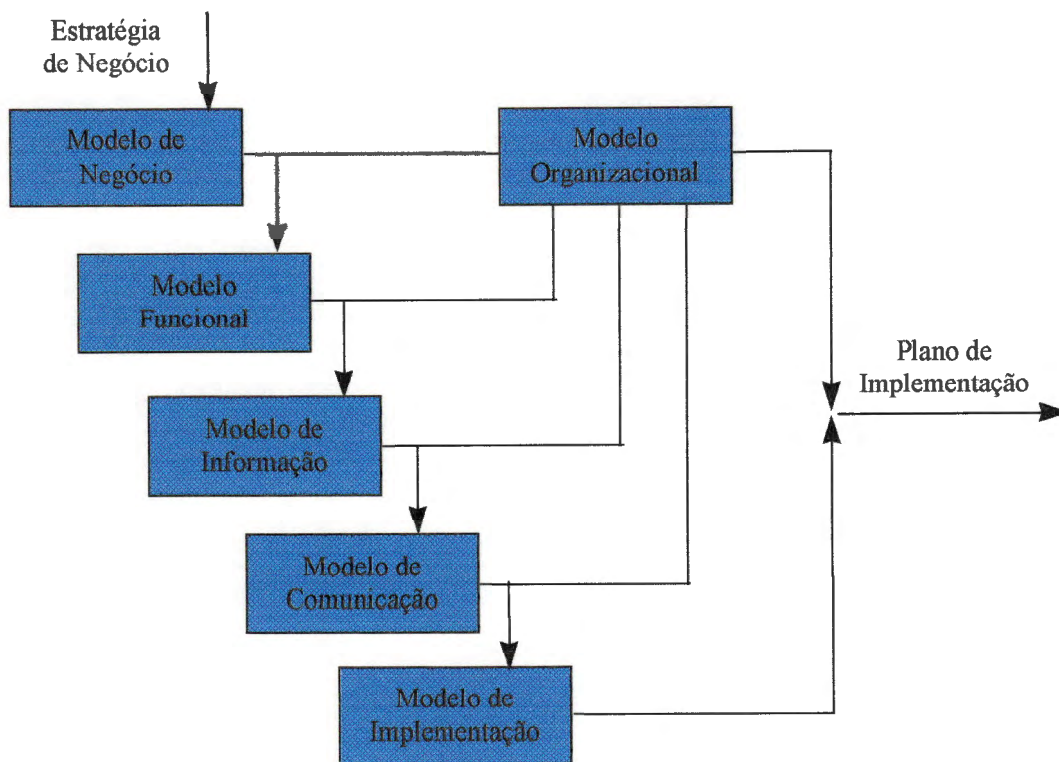 Estratégia
de Negócio
Modelo de
Negócio
Modelo
Organizacional
Modelo
Funcional
Plano de
Implementação
Modelo de
Informação
Modelo de
Comunicação
Modelo de
Implementação